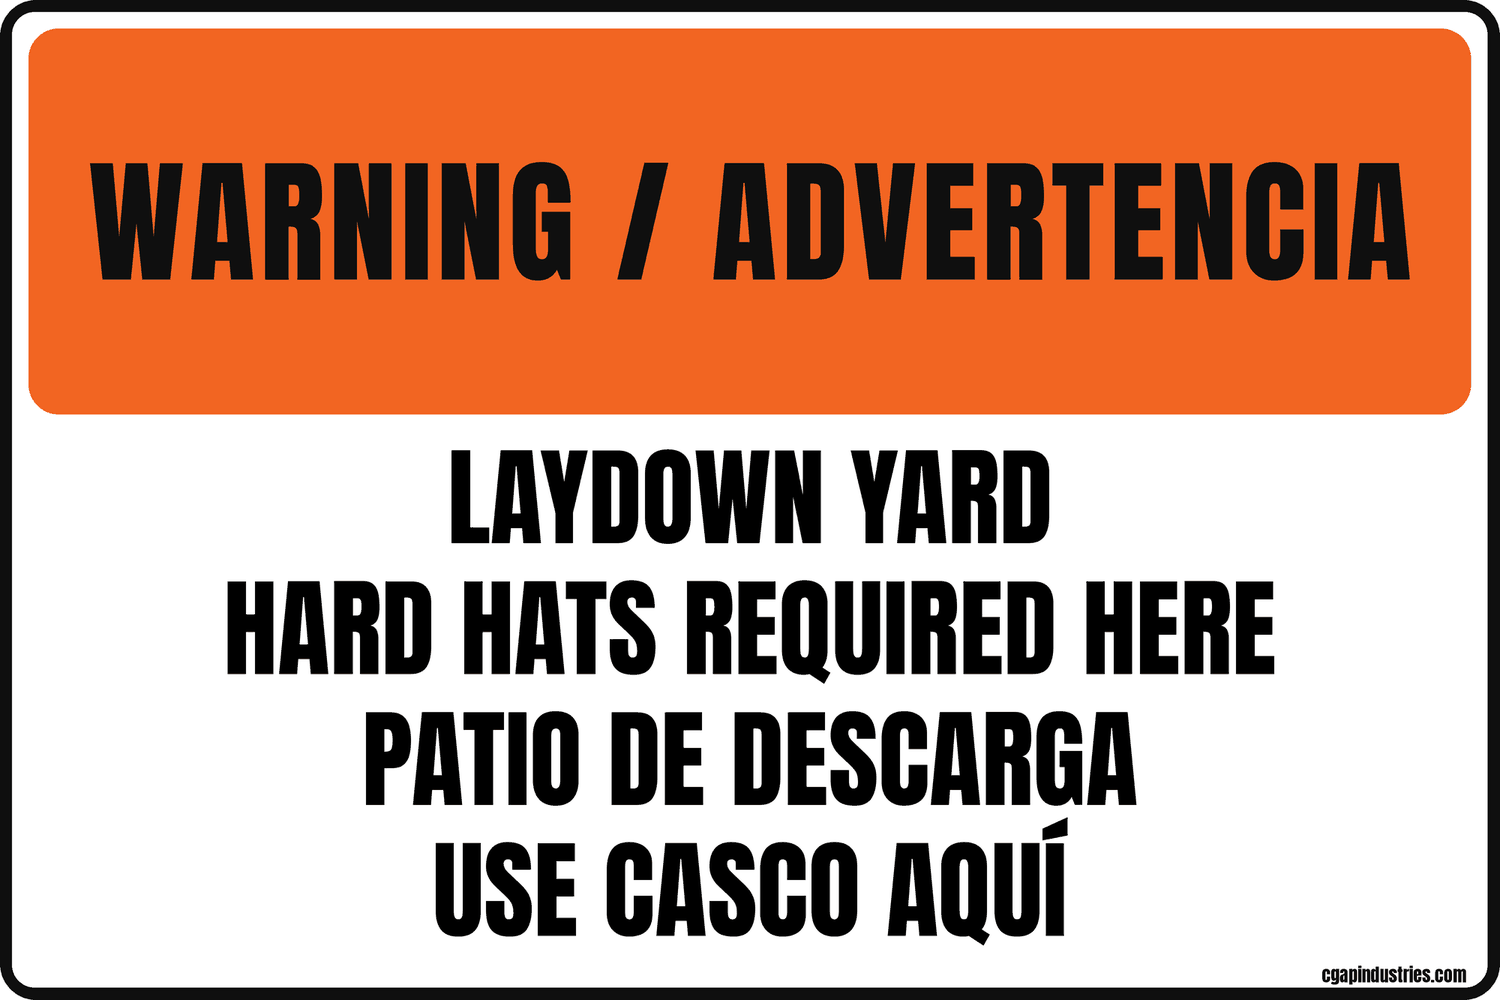 WARNING / ADVERTENCIA
LAYDOWN YARD
HARD HATS REQUIRED HERE
PATIO DE DESCARGA
USE CASCO AQUÍ
cgapindustries.com